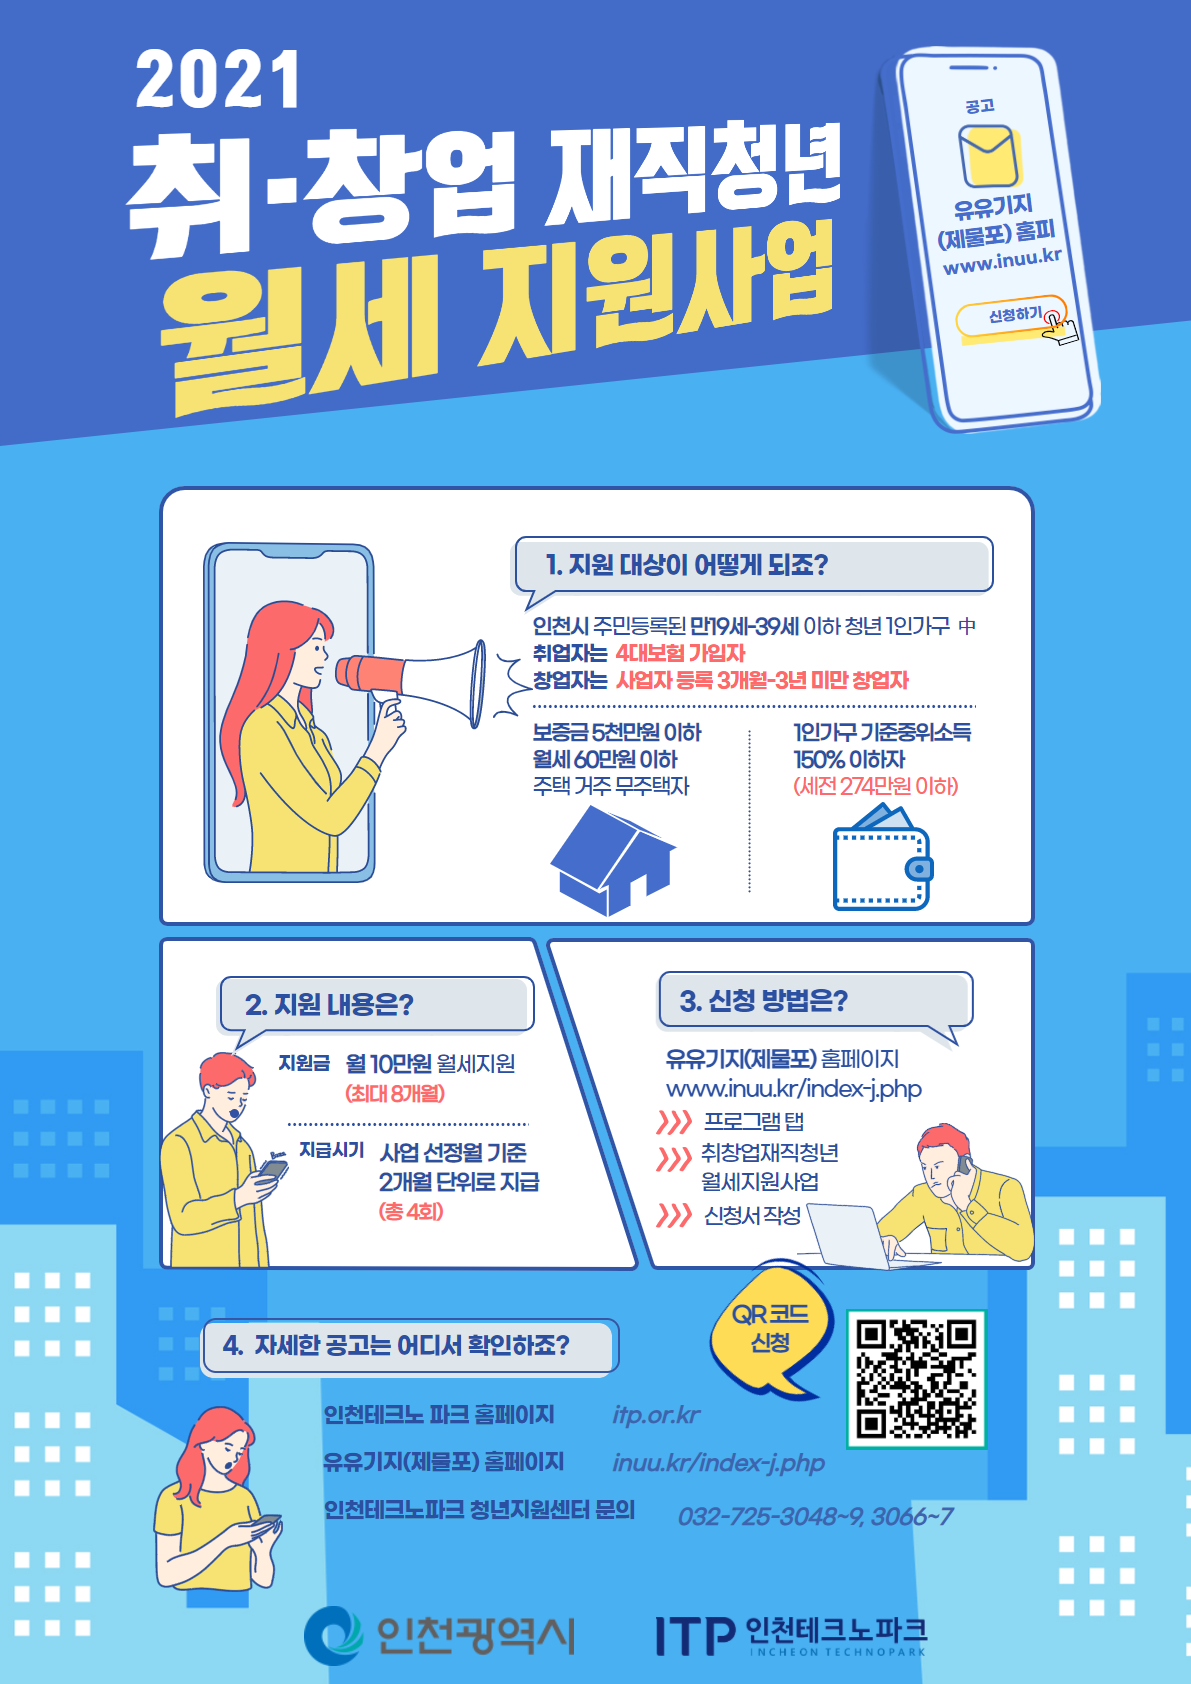 2021
취·창업 재직청년
월세 지원사업
공고
유유기지
(제물포) 홈피
www.inuu.kr
신청하기
1. 지원 대상이 어떻게 되죠?
인천시 주민등록된 만19세-39세 이하 청년 1인가구 中
취업자는 4대보험 가입자
창업자는 사업자 등록 3개월-3년 미만 창업자
보증금 5천만원 이하
월세 60만원 이하
주택 거주 무주택자
1인가구 기준중위소득
150% 이하자
(세전 274만원 이하)
2. 지원 내용은?
지원금 월 10만원 월세지원
(최대 8개월)
지급시기 사업 선정월 기준
2개월 단위로 지급
(총 4회)
3. 신청 방법은?
유유기지(제물포) 홈페이지
www.inuu.kr/index-j.php
프로그램 탭
취창업재직청년
월세지원사업
신청서 작성
QR 코드
신청
4. 자세한 공고는 어디서 확인하죠?
인천테크노 파크 홈페이지 itp.or.kr
유유기지(제믈포) 홈페이지 inuu.kr/index-j.php
인천테크노파크 청년지원센터 문의 032-725-3048~9, 3066~7
인천광역시
ITP 인천테크노파크
INCHEON TECHNOPARK